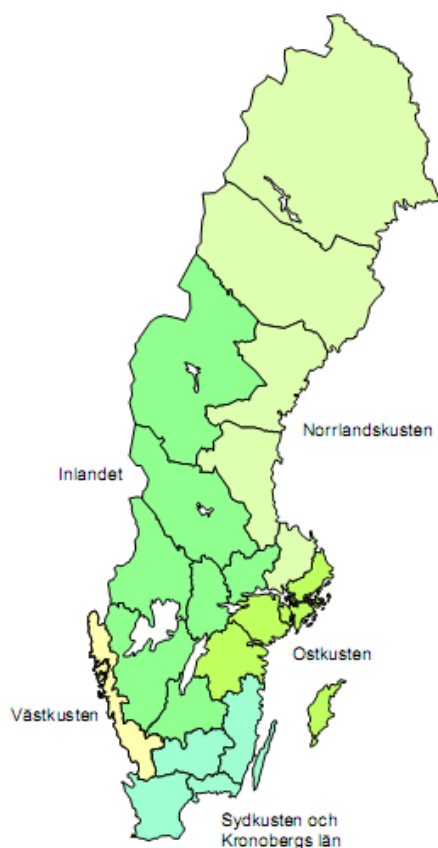 Norrlandskusten
Inlandet
Ostkusten
Västkusten
Sydkusten och
Kronobergs län